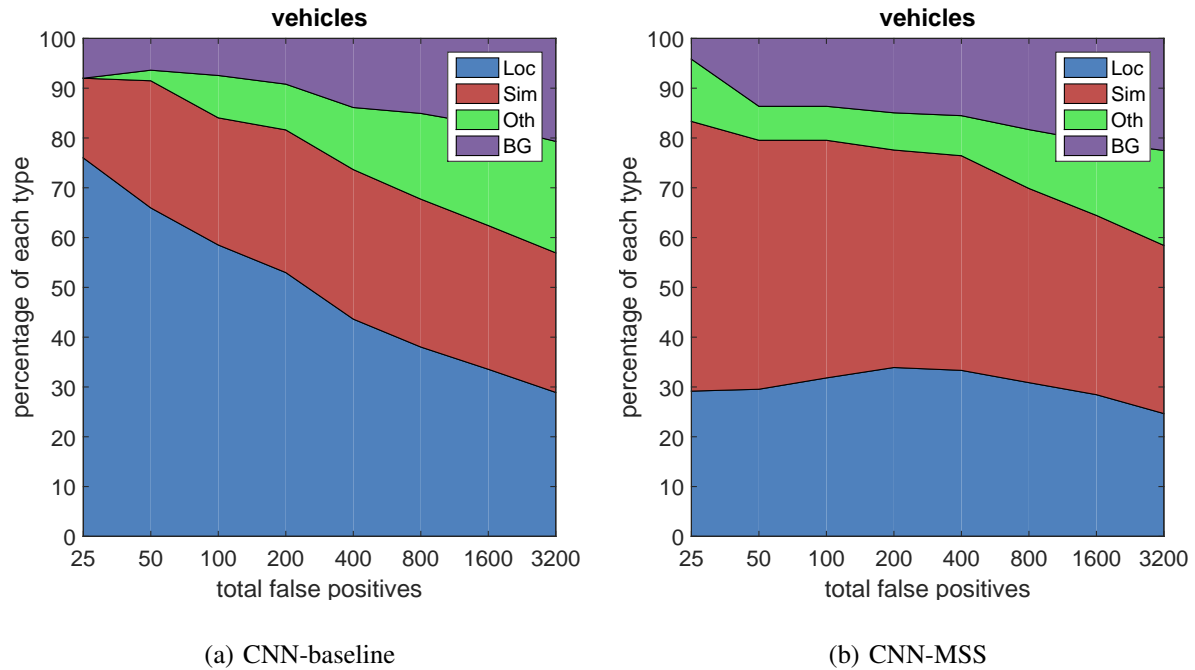 vehicles
100
90
80
70
60
50
40
30
20
10
0
percentage of each type
Loc
Sim
Oth
BG
25 50 100 200 400 800 1600 3200
total false positives
(a) CNN-baseline
vehicles
100
90
80
70
60
50
40
30
20
10
0
percentage of each type
Loc
Sim
Oth
BG
25 50 100 200 400 800 1600 3200
total false positives
(b) CNN-MSS